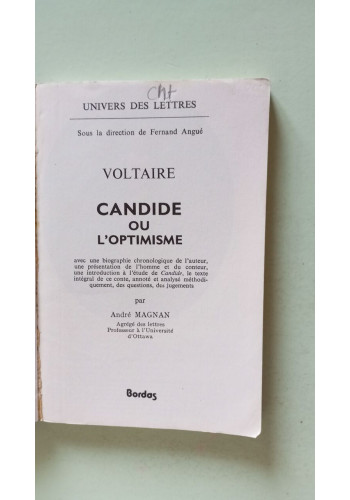 Cht
UNIVERS DES LETTRES
Sous la direction de Fernand Angué
VOLTAIRE
CANDIDE
OU
L'OPTIMISME
avec une biographie chronologique de l'auteur,
une présentation de l'homme et du conteur,
une introduction à l'étude de Candide, le texte
intégral de ce conte, annoté et analysé méthodi-
quement, des questions, des jugements
par
André MAGNAN
Agrégé des lettres
Professeur à l'Université
d'Ottawa
Bordas